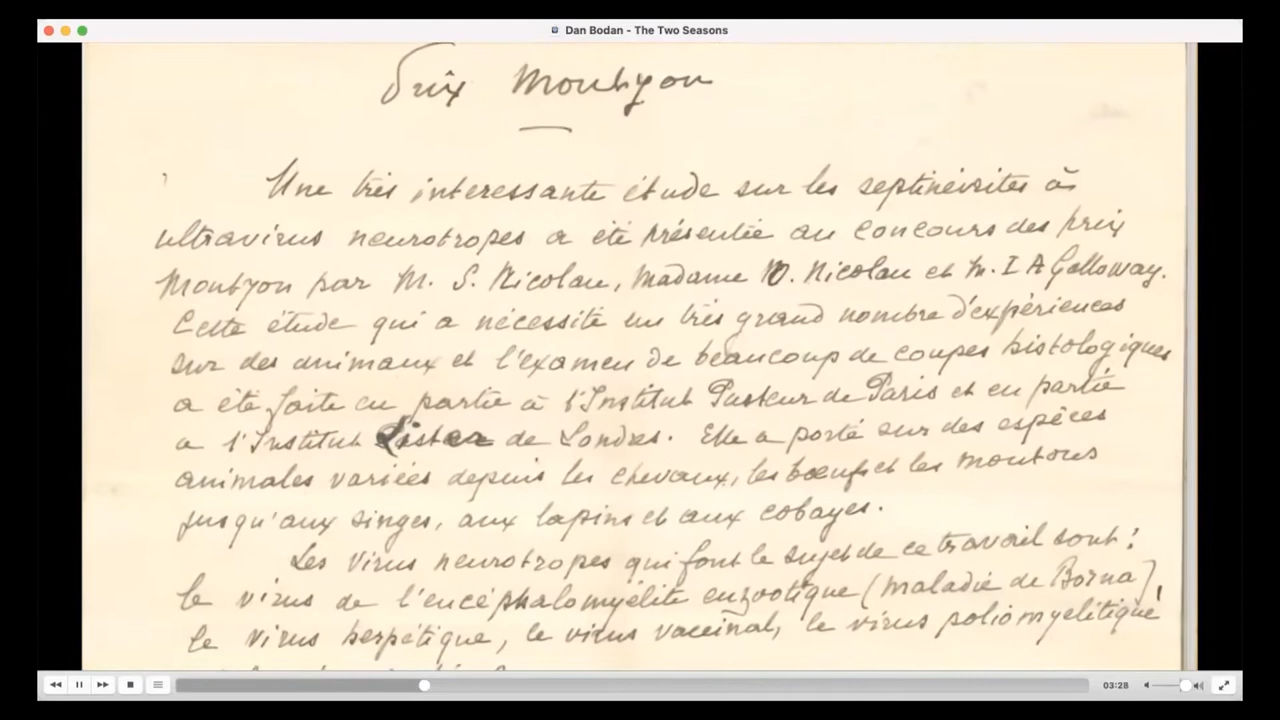 Dan Bodan - The Two Seasons
Prix Montyon
Une très interessante étude sur les septinévrites à
ultravirus neurotropes a été présentée au concours des prix
Montyon par M. S. Nicolau, Madame O. Nicolau et M. I A Galloway.
Cette étude qui a nécessité un très grand nombre d'expériences
sur des animaux et l'examen de beaucoup de coupes histologiques
a été faite en partie à l'Institut Pasteur de Paris et en partie
a l'Institut Lister de Londres. Elle a porté sur des espèces
animales variées depuis les chevaux, les bœufs et les moutons
jusqu'aux singes, aux lapins et aux cobayes.
Les virus neurotropes qui font le sujet de ce travail sont :
le virus de l'encéphalomyélite enzootique (maladie de Borna),
le virus herpétique, le virus vaccinal, le virus poliomyélitique
03:28